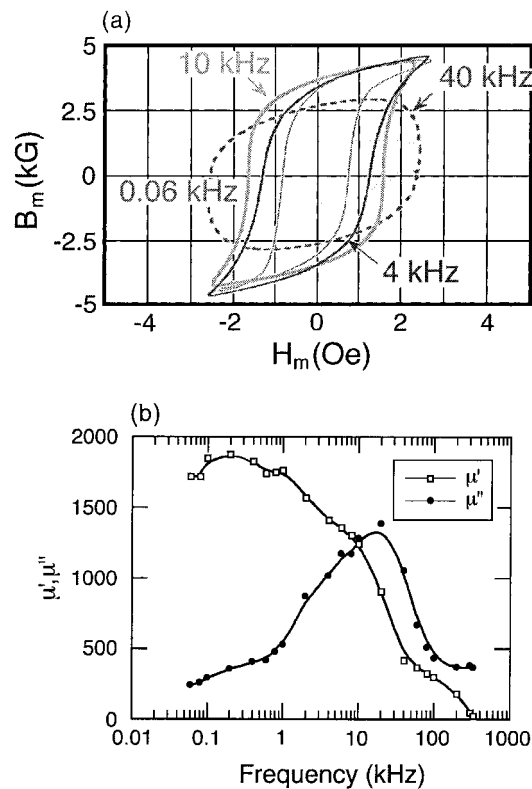 (a)
5
2.5
0
-2.5
-5
B_m(kG)
10 kHz
40 kHz
0.06 kHz
4 kHz
-4
-2
0
2
4
H_m(Oe)
(b)
2000
1500
1000
500
0
μ',μ"
μ'
μ"
0.01
0.1
1
10
100
1000
Frequency (kHz)